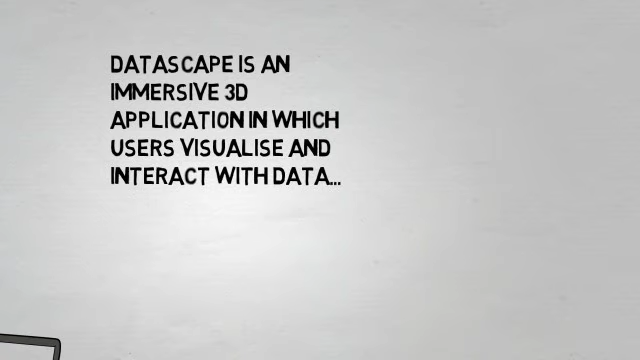 DATASCAPE IS AN
IMMERSIVE 3D
APPLICATION IN WHICH
USERS VISUALISE AND
INTERACT WITH DATA...